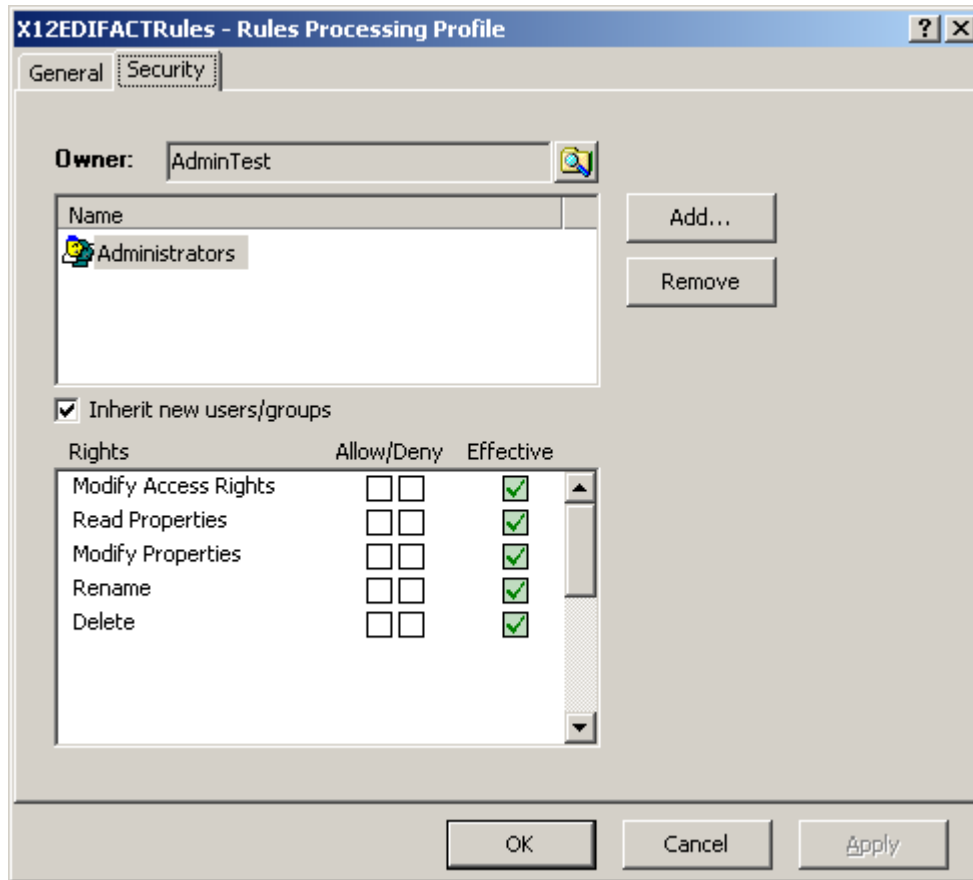 X12EDIFACTRules - Rules Processing Profile
General Security
Owner: AdminTest
Name
Add...
Administrators
Remove
Inherit new users/groups
Rights Allow/Deny Effective
Modify Access Rights
Read Properties
Modify Properties
Rename
Delete
OK Cancel Apply